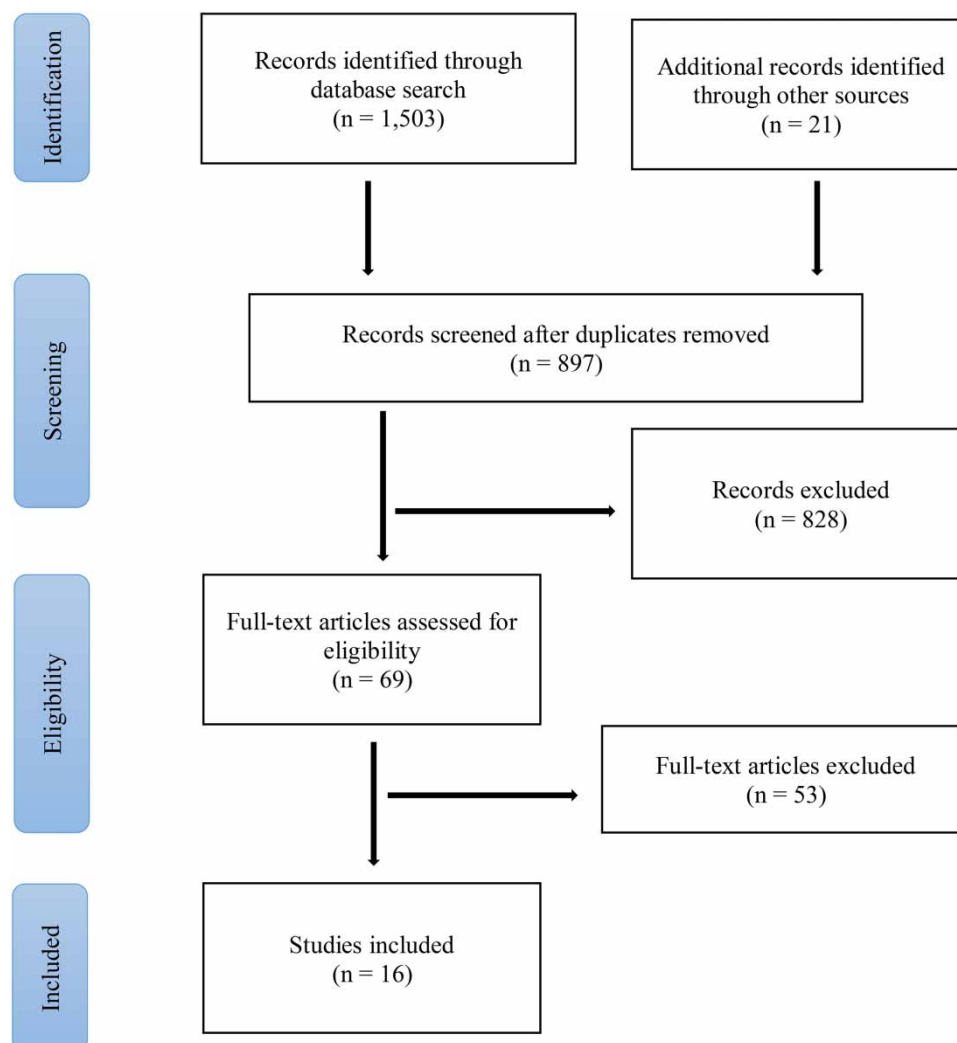 Identification
Records identified through
database search
(n = 1,503)
Additional records identified
through other sources
(n = 21)
Screening
Records screened after duplicates removed
(n = 897)
Records excluded
(n = 828)
Eligibility
Full-text articles assessed for
eligibility
(n = 69)
Full-text articles excluded
(n = 53)
Included
Studies included
(n = 16)